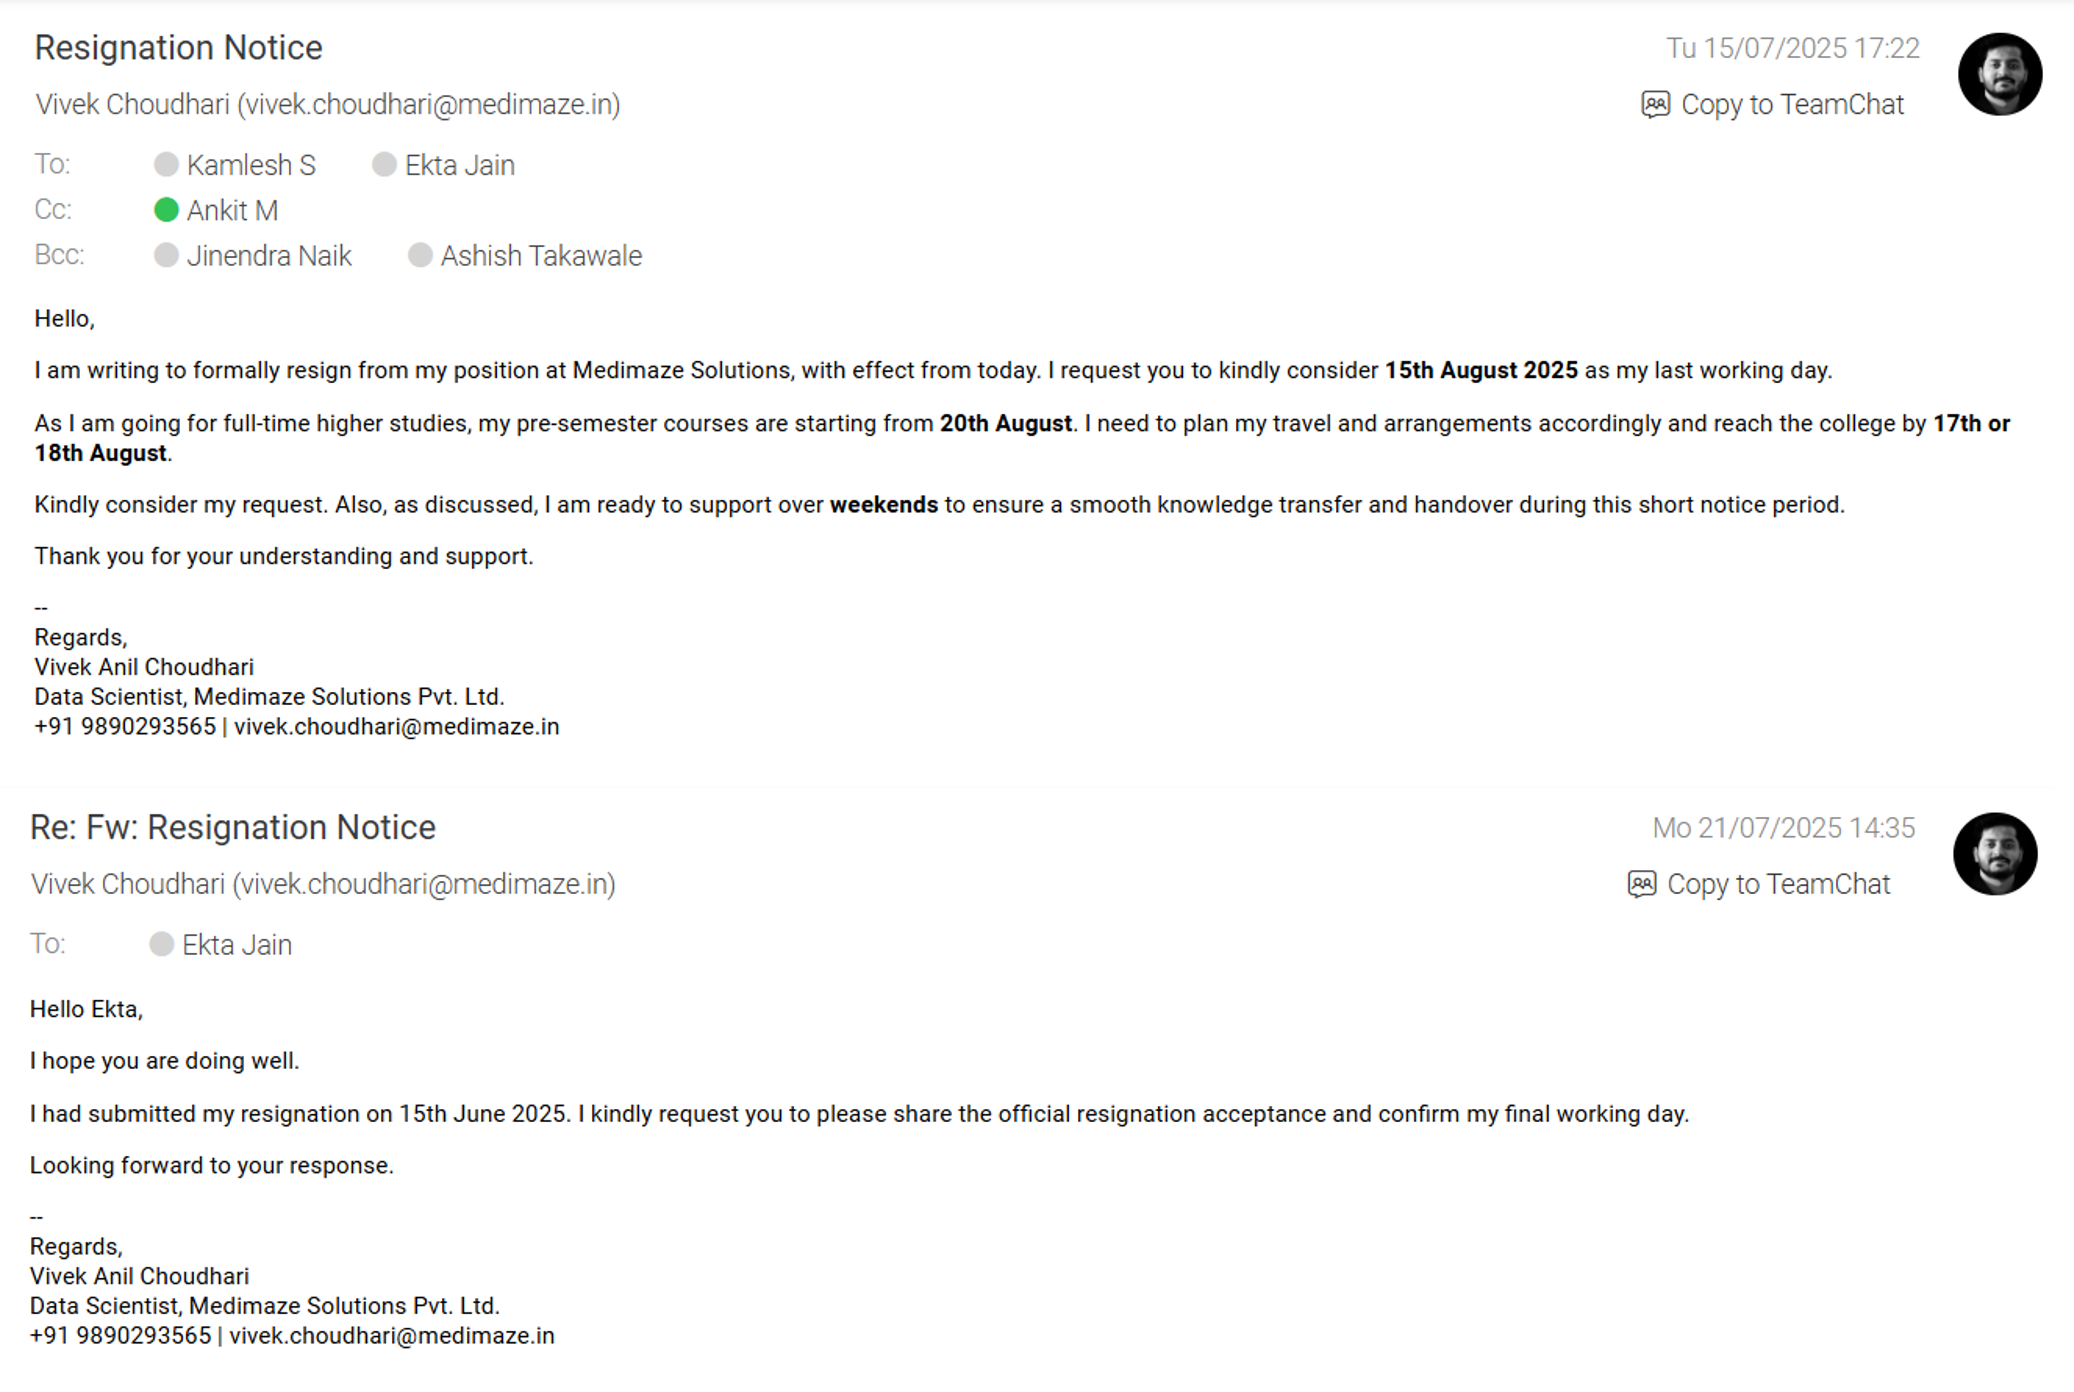 Resignation Notice
Tu 15/07/2025 17:22
Vivek Choudhari (vivek.choudhari@medimaze.in)
Copy to TeamChat
To: Kamlesh S Ekta Jain
Cc: Ankit M
Bcc: Jinendra Naik Ashish Takawale
Hello,
I am writing to formally resign from my position at Medimaze Solutions, with effect from today. I request you to kindly consider 15th August 2025 as my last working day.
As I am going for full-time higher studies, my pre-semester courses are starting from 20th August. I need to plan my travel and arrangements accordingly and reach the college by 17th or
18th August.
Kindly consider my request. Also, as discussed, I am ready to support over weekends to ensure a smooth knowledge transfer and handover during this short notice period.
Thank you for your understanding and support.
--
Regards,
Vivek Anil Choudhari
Data Scientist, Medimaze Solutions Pvt. Ltd.
+91 9890293565 | vivek.choudhari@medimaze.in
Re: Fw: Resignation Notice
Mo 21/07/2025 14:35
Vivek Choudhari (vivek.choudhari@medimaze.in)
Copy to TeamChat
To: Ekta Jain
Hello Ekta,
I hope you are doing well.
I had submitted my resignation on 15th June 2025. I kindly request you to please share the official resignation acceptance and confirm my final working day.
Looking forward to your response.
--
Regards,
Vivek Anil Choudhari
Data Scientist, Medimaze Solutions Pvt. Ltd.
+91 9890293565 | vivek.choudhari@medimaze.in